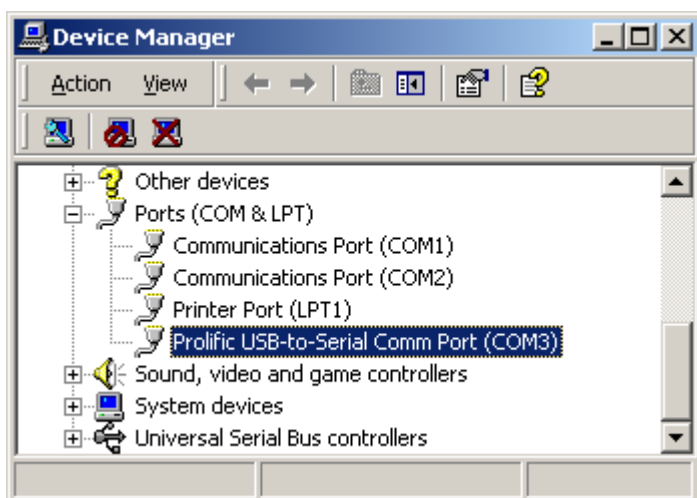 Device Manager
Action View
Other devices
Ports (COM & LPT)
Communications Port (COM1)
Communications Port (COM2)
Printer Port (LPT1)
Prolific USB-to-Serial Comm Port (COM3)
Sound, video and game controllers
System devices
Universal Serial Bus controllers